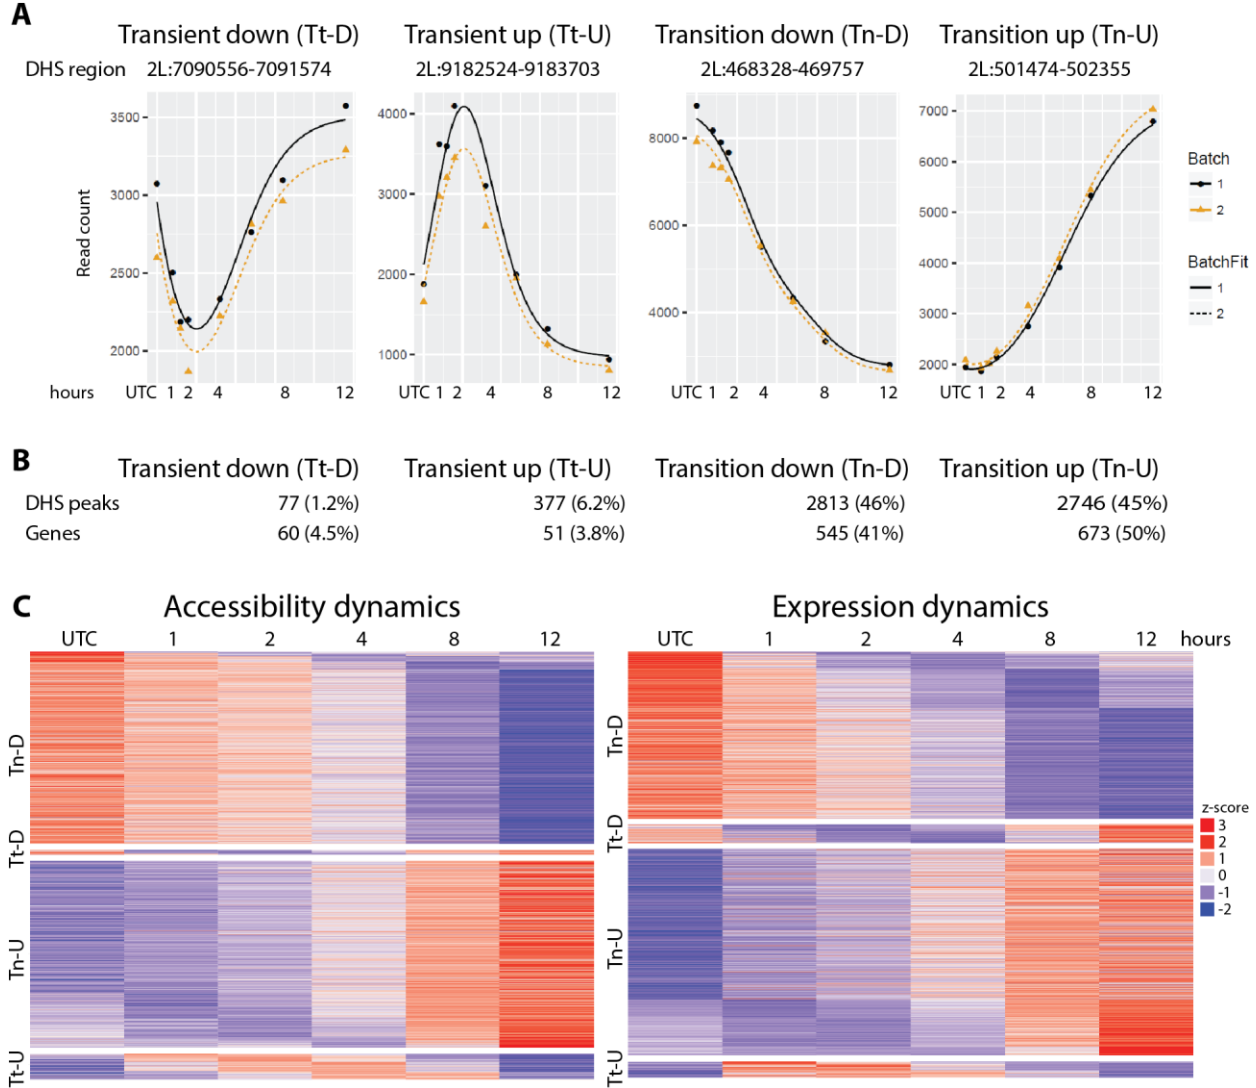 A
Transient down (Tt-D) Transient up (Tt-U) Transition down (Tn-D) Transition up (Tn-U)
DHS region 2L:7090556-7091574 2L:9182524-9183703 2L:468328-469757 2L:501474-502355
Read count
3500
3000
2500
2000
4000
3000
2000
1000
8000
6000
4000
7000
6000
5000
4000
3000
2000
Batch
1
2
BatchFit
1
2
hours UTC 1 2 4 8 12 UTC 1 2 4 8 12 UTC 1 2 4 8 12 UTC 1 2 4 8 12
B
Transient down (Tt-D) Transient up (Tt-U) Transition down (Tn-D) Transition up (Tn-U)
DHS peaks 77 (1.2%) 377 (6.2%) 2813 (46%) 2746 (45%)
Genes 60 (4.5%) 51 (3.8%) 545 (41%) 673 (50%)
C
Accessibility dynamics Expression dynamics
UTC 1 2 4 8 12 UTC 1 2 4 8 12 hours
Tn-D
Tt-D
Tn-U
Tt-U
Tn-D
Tt-D
Tn-U
Tt-U
z-score
3
2
1
0
-1
-2